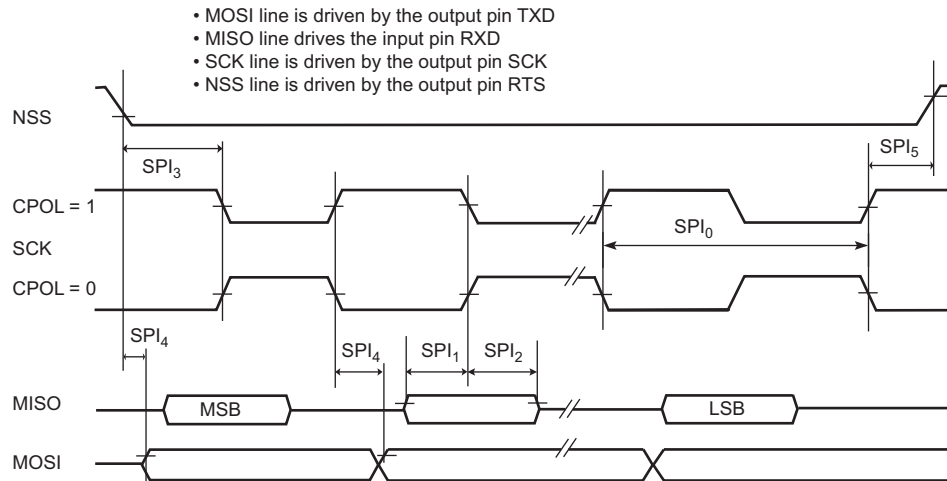 • MOSI line is driven by the output pin TXD
• MISO line drives the input pin RXD
• SCK line is driven by the output pin SCK
• NSS line is driven by the output pin RTS
NSS
SPI3
SPI5
CPOL = 1
SCK
SPI0
CPOL = 0
SPI4
SPI4
SPI1
SPI2
MISO
MSB
LSB
MOSI